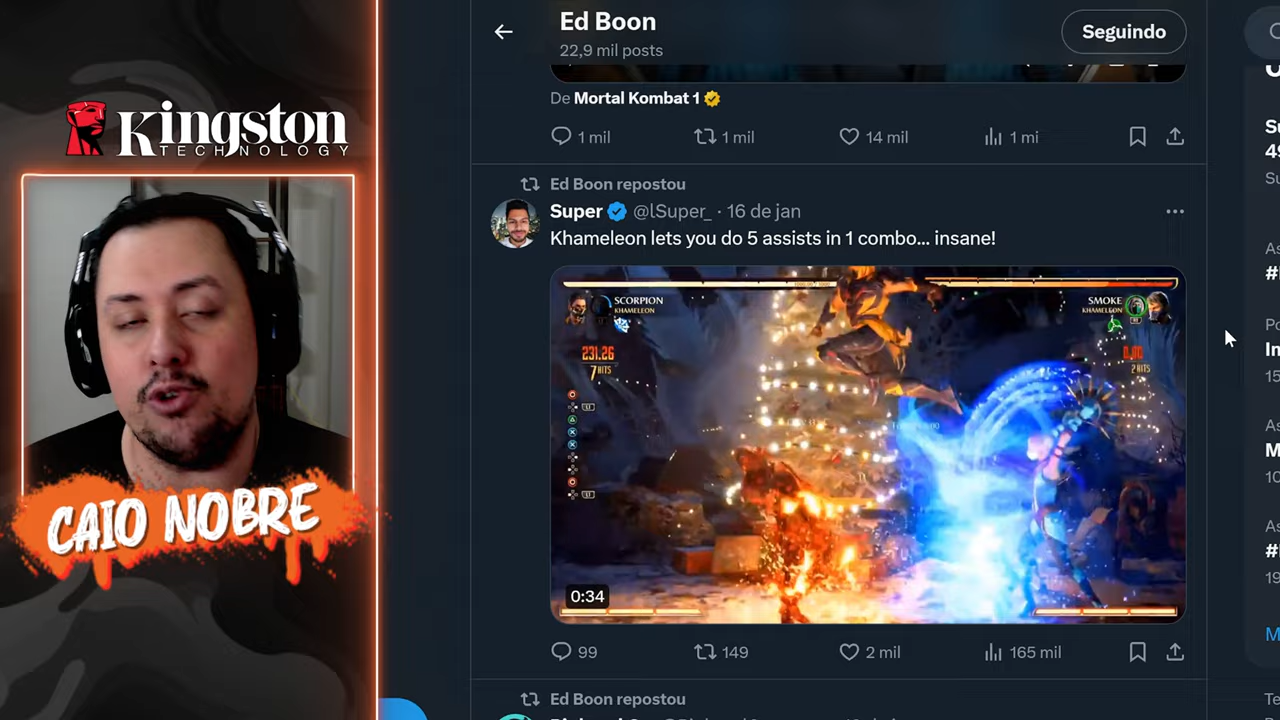 Kingston
TECHNOLOGY
CAIO NOBRE
Ed Boon
22,9 mil posts
Seguindo
De Mortal Kombat 1
1 mil
1 mil
14 mil
1 mi
Ed Boon repostou
Super @lSuper_ · 16 de jan
Khameleon lets you do 5 assists in 1 combo... insane!
SCORPION
KHAMELEON
SMOKE
KHAMELEON
231.26
7 HITS
0.00
2 HITS
0:34
99
149
2 mil
165 mil
Ed Boon repostou